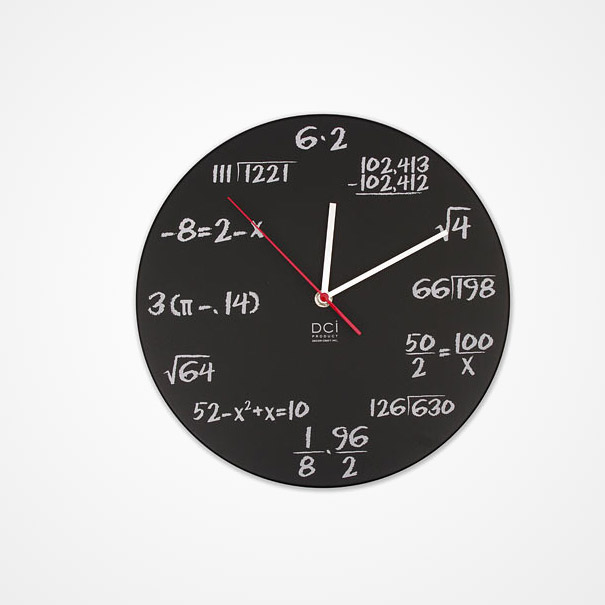 6·2
111⟌1221
102,413
-102,412
-8=2-x
√4
3(π-.14)
66⟌198
DCi
PRODUCT
50/2=100/x
√64
52-x²+x=10
126⟌630
1/8·96/2